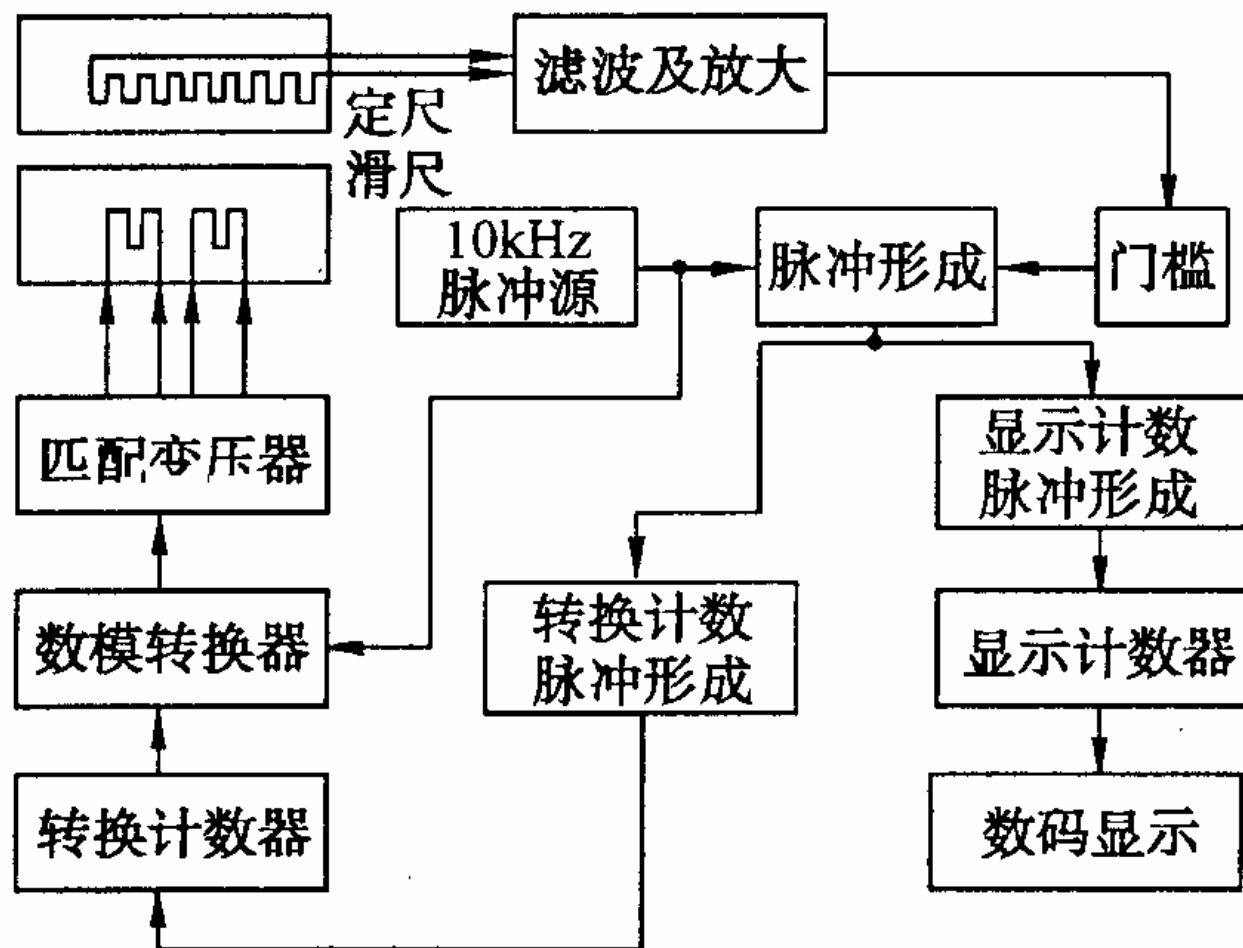 滤波及放大
定尺
滑尺
10kHz
脉冲源
脉冲形成
门槛
匹配变压器
显示计数
脉冲形成
数模转换器
转换计数
脉冲形成
显示计数器
转换计数器
数码显示